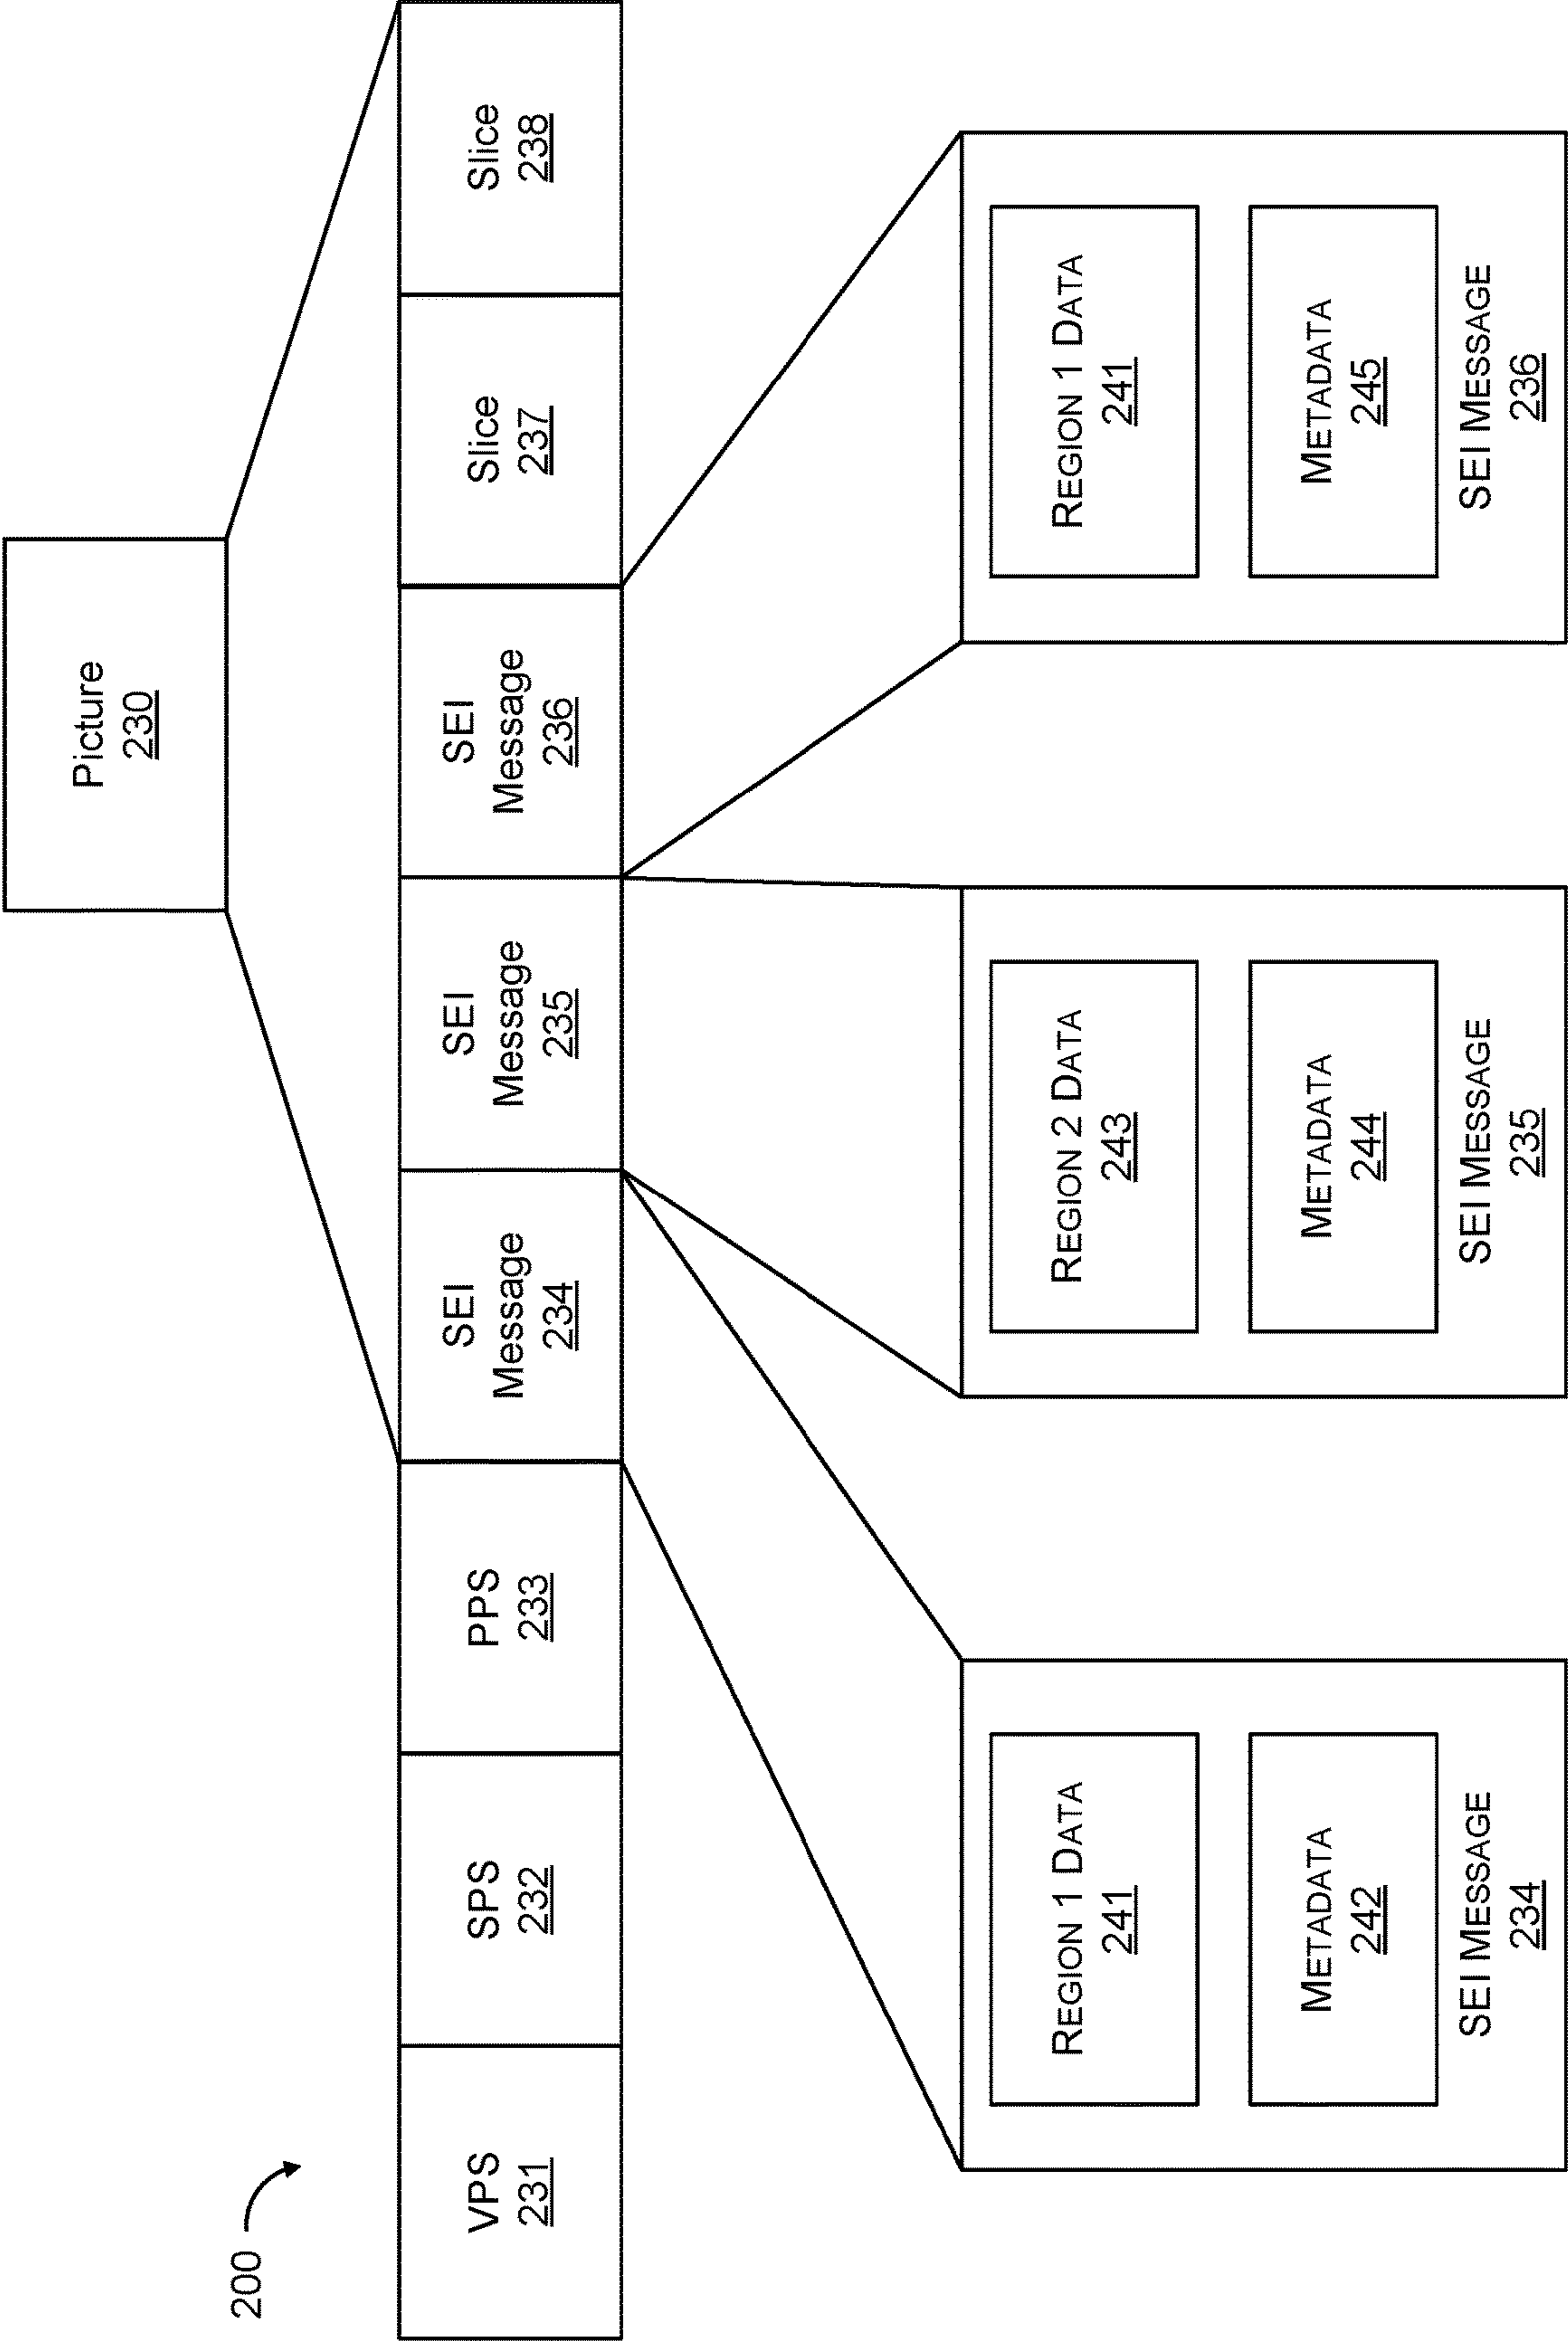 200
Picture
230
VPS
231
SPS
232
PPS
233
SEI
Message
234
SEI
Message
235
SEI
Message
236
Slice
237
Slice
238
REGION 1 DATA
241
METADATA
242
SEI MESSAGE
234
REGION 2 DATA
243
METADATA
244
SEI MESSAGE
235
REGION 1 DATA
241
METADATA
245
SEI MESSAGE
236